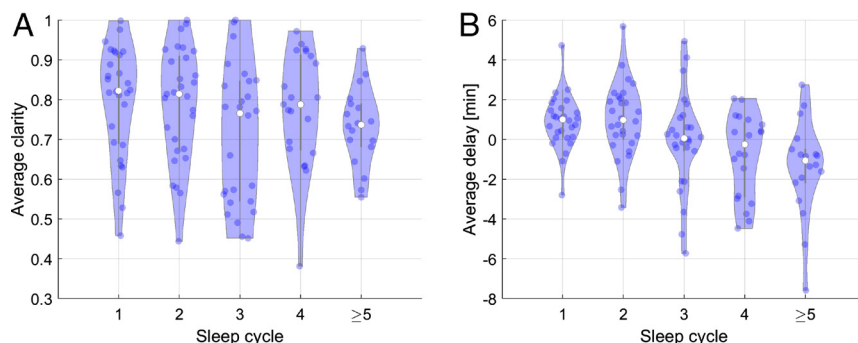 A
Average clarity
1
0.9
0.8
0.7
0.6
0.5
0.4
0.3
1 2 3 4 ≥5
Sleep cycle
B
Average delay [min]
6
4
2
0
-2
-4
-6
-8
1 2 3 4 ≥5
Sleep cycle